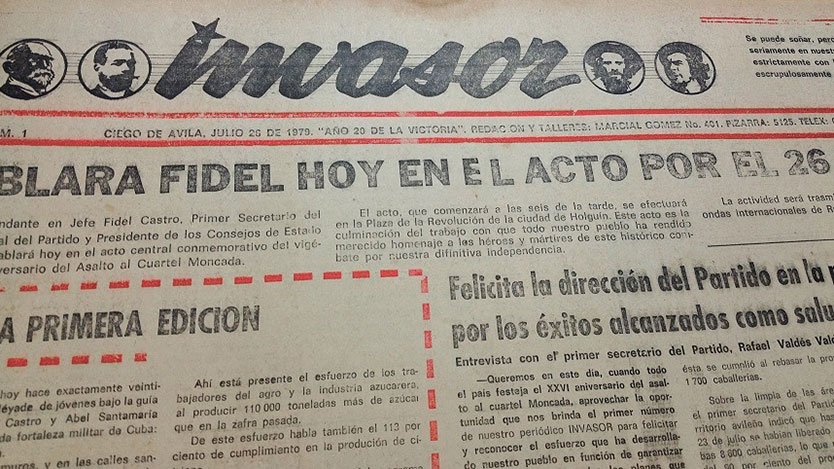 invasor
Se puede soñar, pero
seriamente en nuest
estrictamente con l
escrupulosamente
M. 1 CIEGO DE AVILA, JULIO 26 DE 1979. "AÑO 20 DE LA VICTORIA". REDACCION Y TALLERES: MARCIAL GOMEZ No. 401. PIZARRA: 5125. TELEX:
BLARA FIDEL HOY EN EL ACTO POR EL 26
andante en Jefe Fidel Castro, Primer Secretario del
al del Partido y Presidente de los Consejos de Estado
ablará hoy en el acto central conmemorativo del vigé-
versario del Asalto al Cuartel Moncada.
El acto, que comenzará a las seis de la tarde, se efectuará
en la Plaza de la Revolución de la ciudad de Holguín. Este acto es la
culminación del trabajo con que todo nuestro pueblo ha rendido
merecido homenaje a los héroes y mártires de este histórico com-
bate por nuestra difinitiva independencia.
La actividad será trasm
ondas internacionales de R
A PRIMERA EDICION
hoy hace exactamente veinti-
léyade de jóvenes bajo la guía
Castro y Abel Santamaría
da fortaleza militar de Cuba:
muros, y en las calles san-
Ahí está presente el esfuerzo de los tra-
bajadores del agro y la industria azucarera,
al producir 110 000 toneladas más de azúcar
que en la zafra pasada.
De este esfuerzo habla también el 113 por
ciento de cumplimiento en la producción de cí-
Felicita la dirección del Partido en la
por los éxitos alcanzados como salu
Entrevista con el primer secretario del Partido, Rafael Valdés Val
—Queremos en este día, cuando todo
el país festeja el XXVI aniversario del asal-
to al cuartel Moncada, aprovechar la opor-
tunidad que nos brinda el primer número
de nuestro periódico INVASOR para felicitar
y reconocer el esfuerzo que ha desarrolla-
do nuestro pueblo en función de garantizar
ésta se cumplió al rebasar la pro
1 700 caballerías.
Sobre la limpia de las áre
el primer secretario del Partid
rritorio avileño indicó que hast
23 de julio se habían liberado
bas 8 800 caballerías, lo que